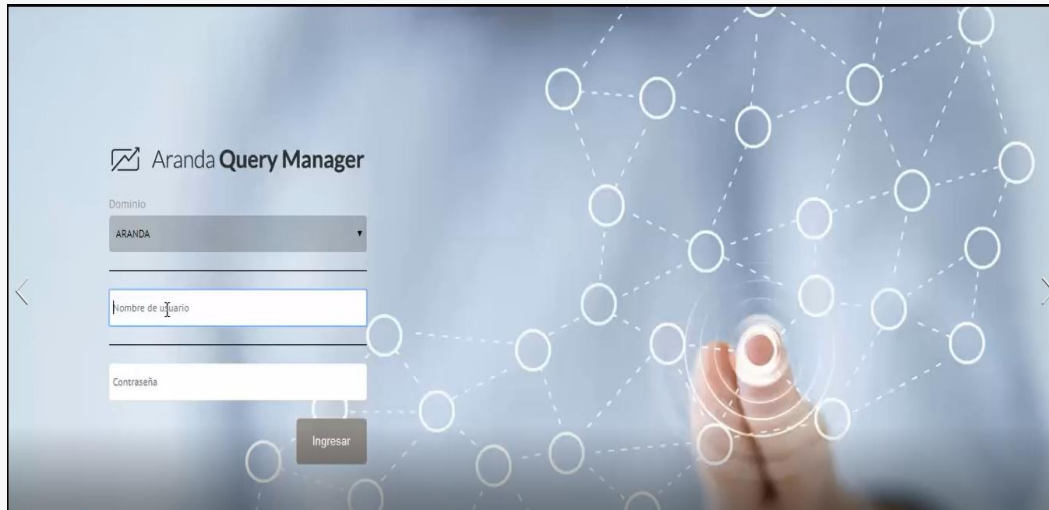 Aranda Query Manager
Dominio
ARANDA
Nombre de usuario
Contraseña
Ingresar